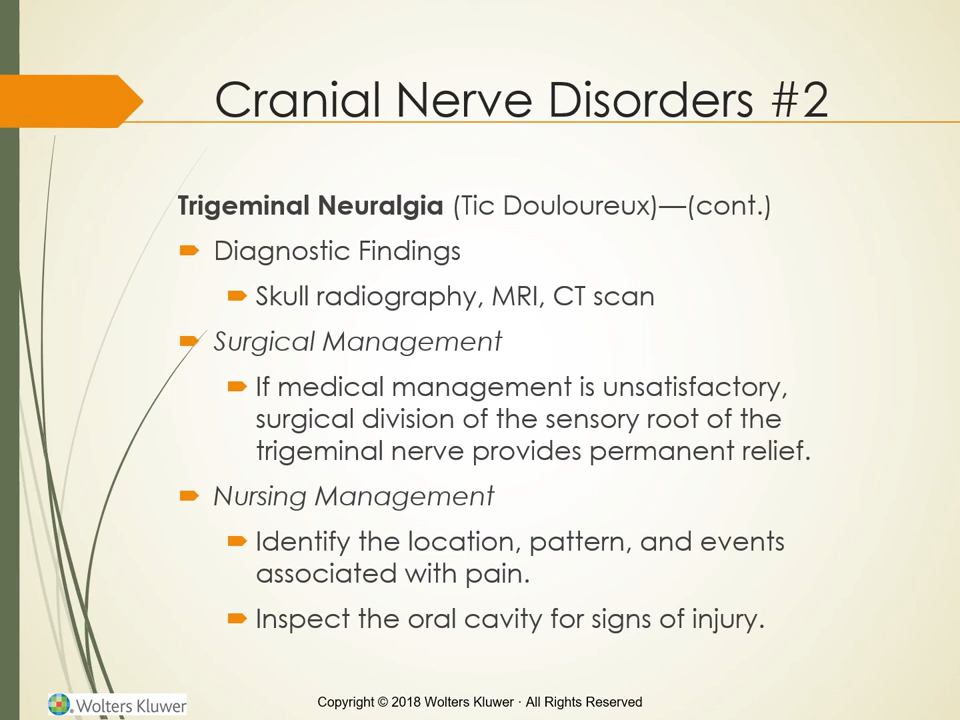 Cranial Nerve Disorders #2
Trigeminal Neuralgia (Tic Douloureux)—(cont.)
Diagnostic Findings
Skull radiography, MRI, CT scan
Surgical Management
If medical management is unsatisfactory,
surgical division of the sensory root of the
trigeminal nerve provides permanent relief.
Nursing Management
Identify the location, pattern, and events
associated with pain.
Inspect the oral cavity for signs of injury.
Wolters Kluwer
Copyright © 2018 Wolters Kluwer · All Rights Reserved